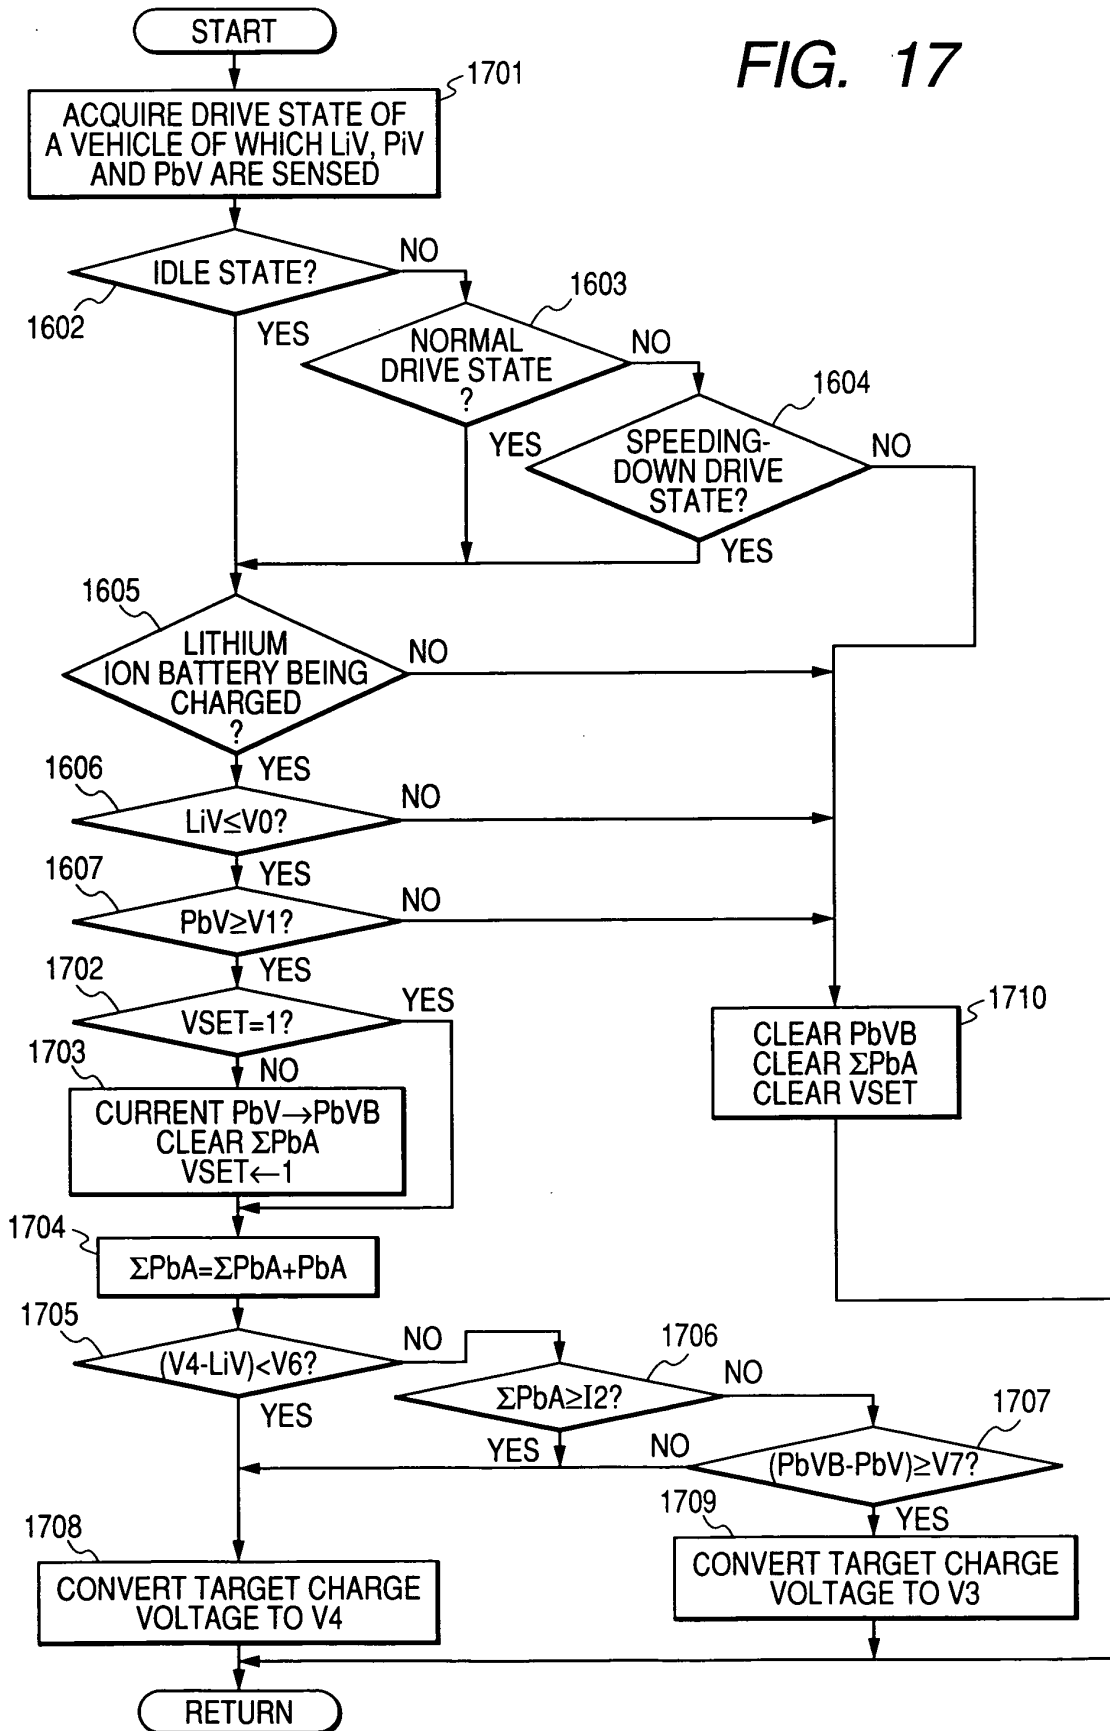 START
FIG. 17
1701
ACQUIRE DRIVE STATE OF
A VEHICLE OF WHICH LiV, PiV
AND PbV ARE SENSED
IDLE STATE?
NO
1602
YES
1603
NORMAL
DRIVE STATE
?
NO
YES
1604
SPEEDING-
DOWN DRIVE
STATE?
NO
YES
1605
LITHIUM
ION BATTERY BEING
CHARGED
?
NO
YES
1606
LiV≤V0?
NO
YES
1607
PbV≥V1?
NO
YES
1702
VSET=1?
YES
NO
1703
CURRENT PbV→PbVB
CLEAR ΣPbA
VSET←1
1710
CLEAR PbVB
CLEAR ΣPbA
CLEAR VSET
1704
ΣPbA=ΣPbA+PbA
1705
(V4-LiV)<V6?
NO
YES
1706
ΣPbA≥I2?
NO
YES
1707
(PbVB-PbV)≥V7?
NO
YES
1708
CONVERT TARGET CHARGE
VOLTAGE TO V4
1709
CONVERT TARGET CHARGE
VOLTAGE TO V3
RETURN